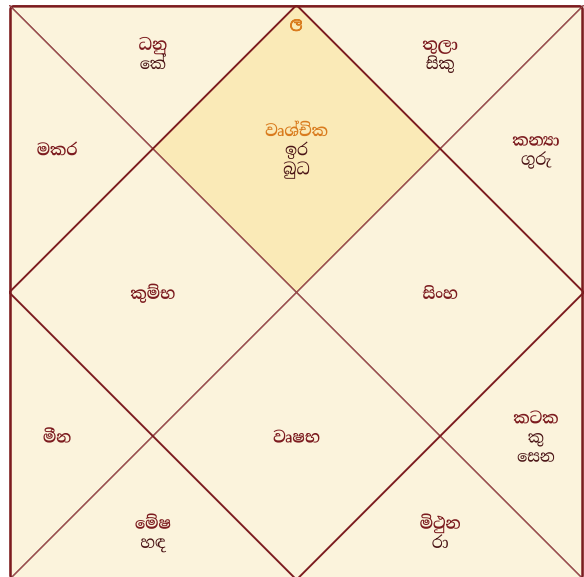 ල
ධනු
කේ
තුලා
සිකු
වෘශ්චික
ඉර
බුධ
මකර
කන්‍යා
ගුරු
කුම්භ
සිංහ
මීන
වෘෂභ
කටක
කු
සෙන
මේෂ
හඳ
මිථුන
රා